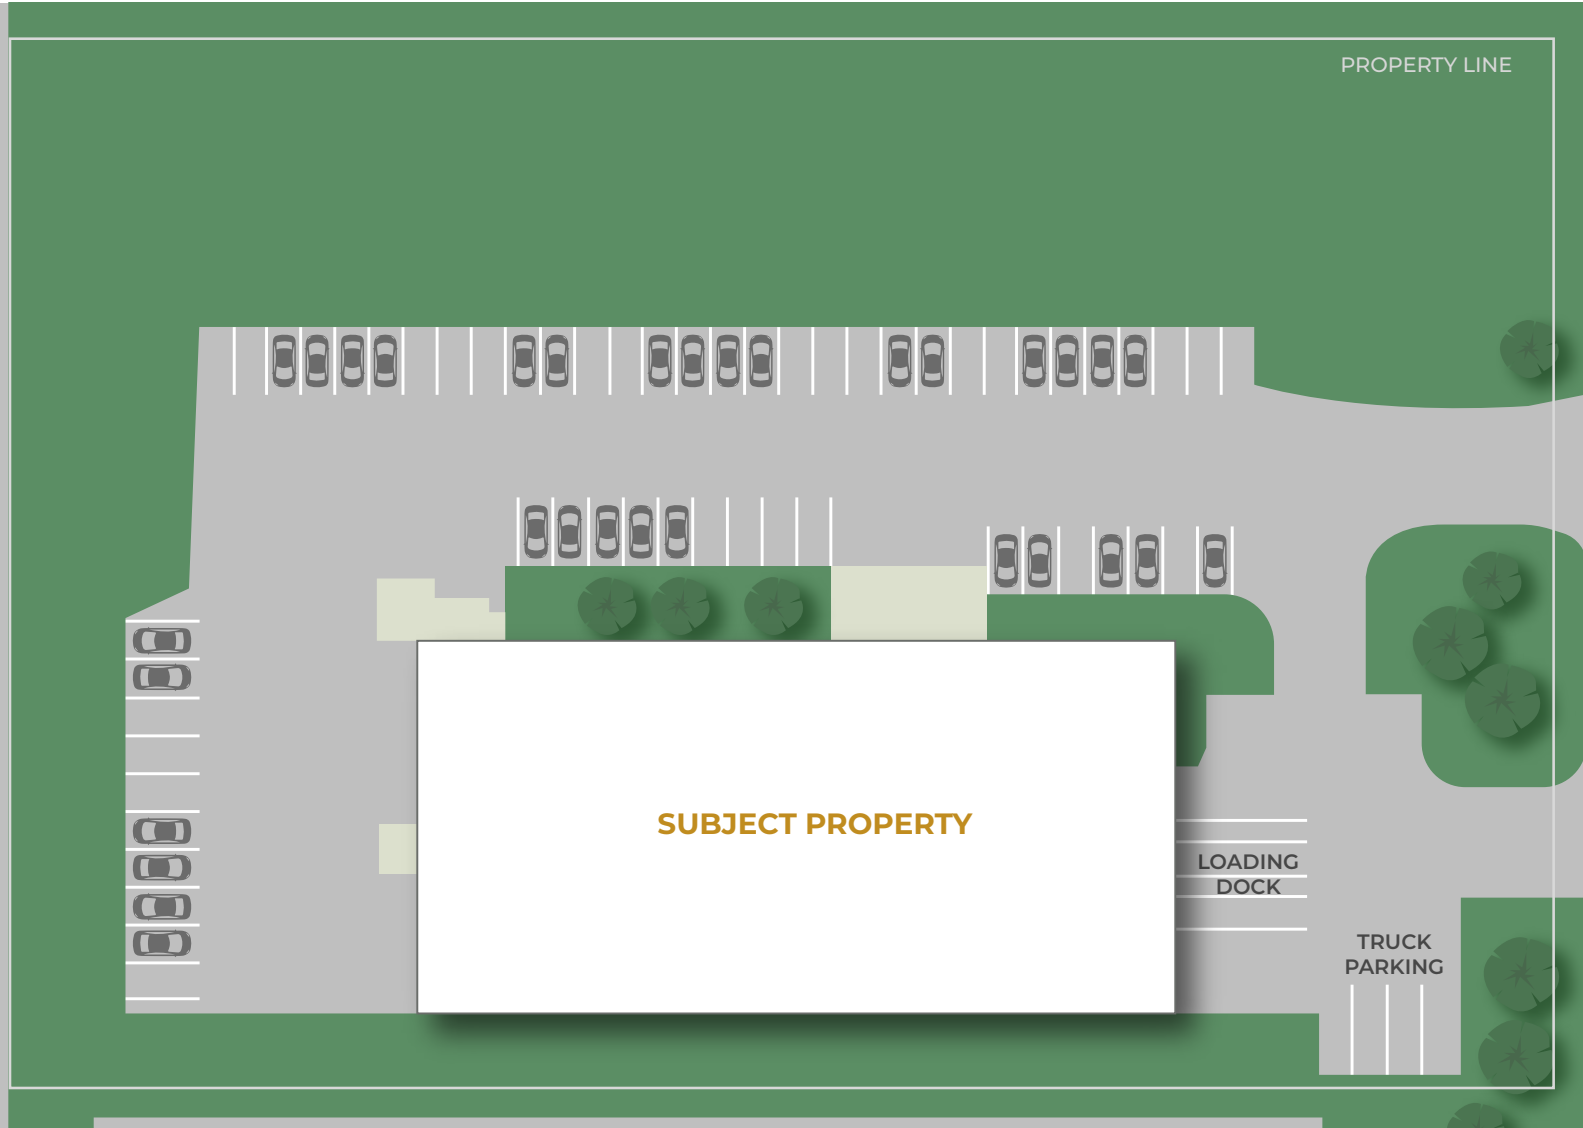 PROPERTY LINE
SUBJECT PROPERTY
LOADING
DOCK
TRUCK
PARKING